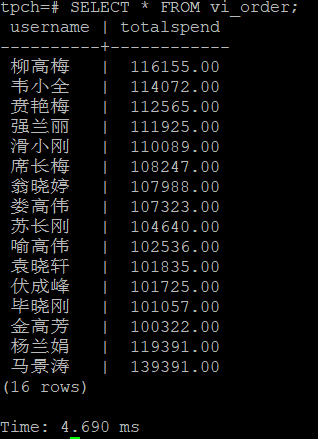 tpch=# SELECT * FROM vi_order;
username | totalspend
----------+------------
柳高梅 | 116155.00
韦小全 | 114072.00
贲艳梅 | 112565.00
强兰丽 | 111925.00
滑小刚 | 110089.00
席长梅 | 108247.00
翁晓婷 | 107988.00
娄高伟 | 107323.00
苏长刚 | 104640.00
喻高伟 | 102536.00
袁晓轩 | 101835.00
伏成峰 | 101725.00
毕晓刚 | 101057.00
金高芳 | 100322.00
杨兰娟 | 119391.00
马景涛 | 139391.00
(16 rows)
Time: 4.690 ms